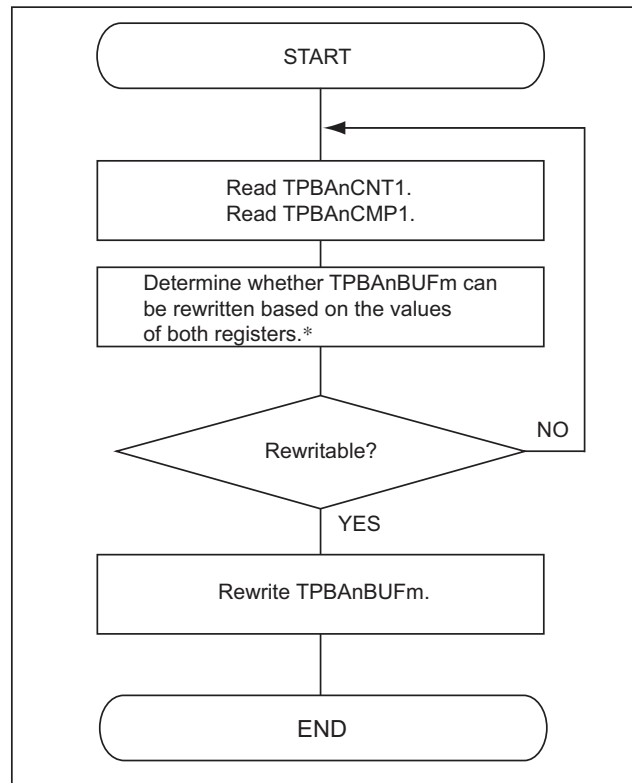 START
Read TPBAnCNT1.
Read TPBAnCMP1.
Determine whether TPBAnBUFm can
be rewritten based on the values
of both registers.*
Rewritable?
NO
YES
Rewrite TPBAnBUFm.
END